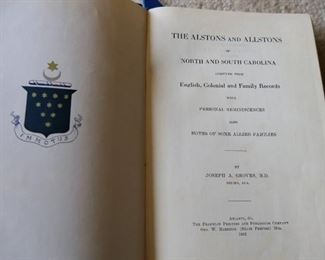 IMMOTUS
THE ALSTONS AND ALLSTONS
OF
NORTH AND SOUTH CAROLINA
COMPILED FROM
English, Colonial and Family Records
WITH
PERSONAL REMINISCENCES
ALSO
NOTES OF SOME ALLIED FAMILIES
BY
JOSEPH A. GROVES, M.D.
SELMA, ALA.
ATLANTA, GA.
THE FRANKLIN PRINTING AND PUBLISHING COMPANY
GEO. W. HARRISON (STATE PRINTER) MGR.